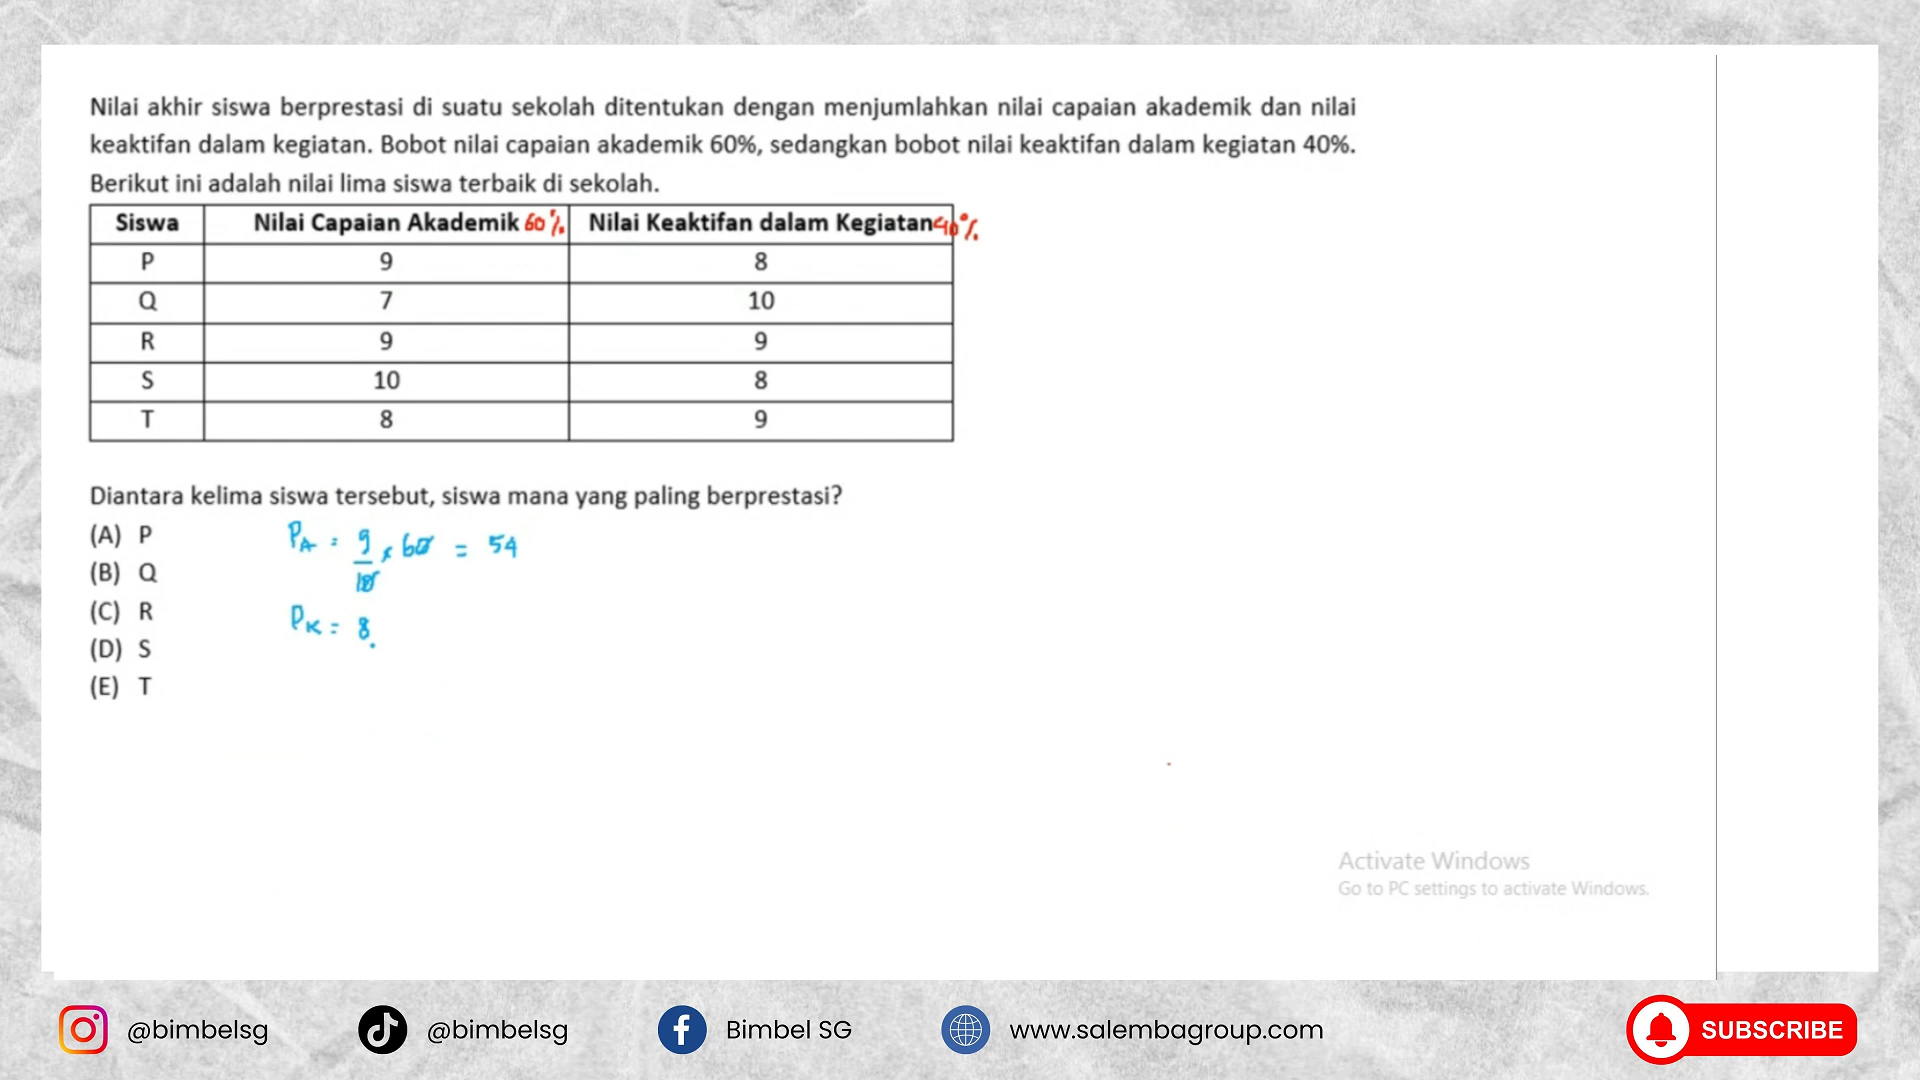 Nilai akhir siswa berprestasi di suatu sekolah ditentukan dengan menjumlahkan nilai capaian akademik dan nilai
keaktifan dalam kegiatan. Bobot nilai capaian akademik 60%, sedangkan bobot nilai keaktifan dalam kegiatan 40%.
Berikut ini adalah nilai lima siswa terbaik di sekolah.
Siswa Nilai Capaian Akademik 60% Nilai Keaktifan dalam Kegiatan 40%
P 9 8
Q 7 10
R 9 9
S 10 8
T 8 9
Diantara kelima siswa tersebut, siswa mana yang paling berprestasi?
(A) P
(B) Q
(C) R
(D) S
(E) T
PA = 9/10 x 60 = 54
PK = 8
Activate Windows
Go to PC settings to activate Windows.
@bimbelsg
@bimbelsg
Bimbel SG
www.salembagroup.com
SUBSCRIBE